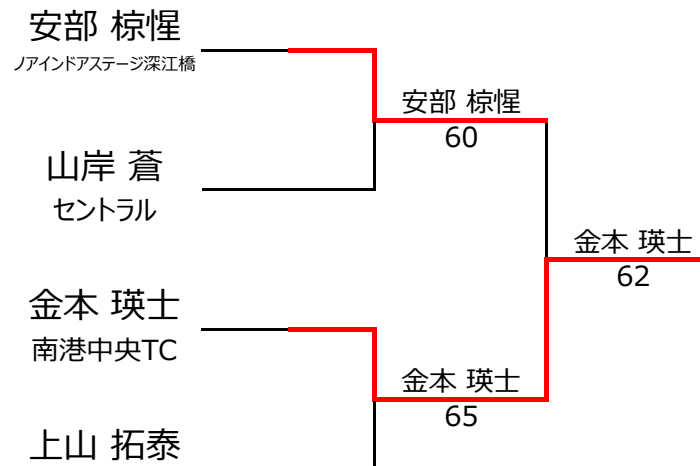 安部 椋惺
ノアインドアステージ深江橋
安部 椋惺
60
山岸 蒼
セントラル
金本 瑛士
62
金本 瑛士
南港中央TC
金本 瑛士
65
上山 拓泰